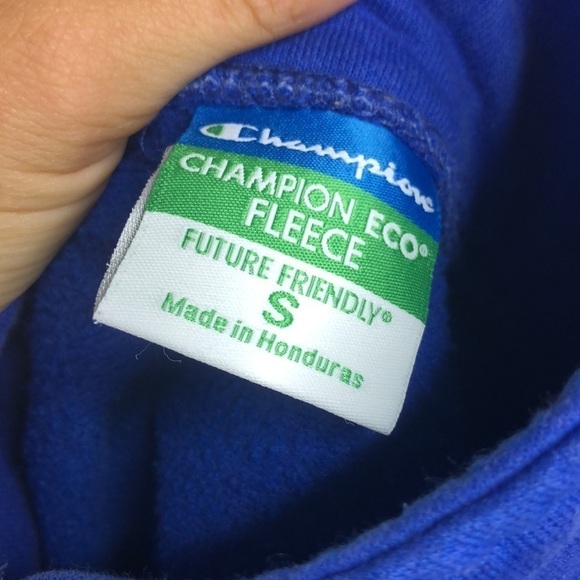 Champion
CHAMPION ECO®
FLEECE
FUTURE FRIENDLY®
S
Made in Honduras